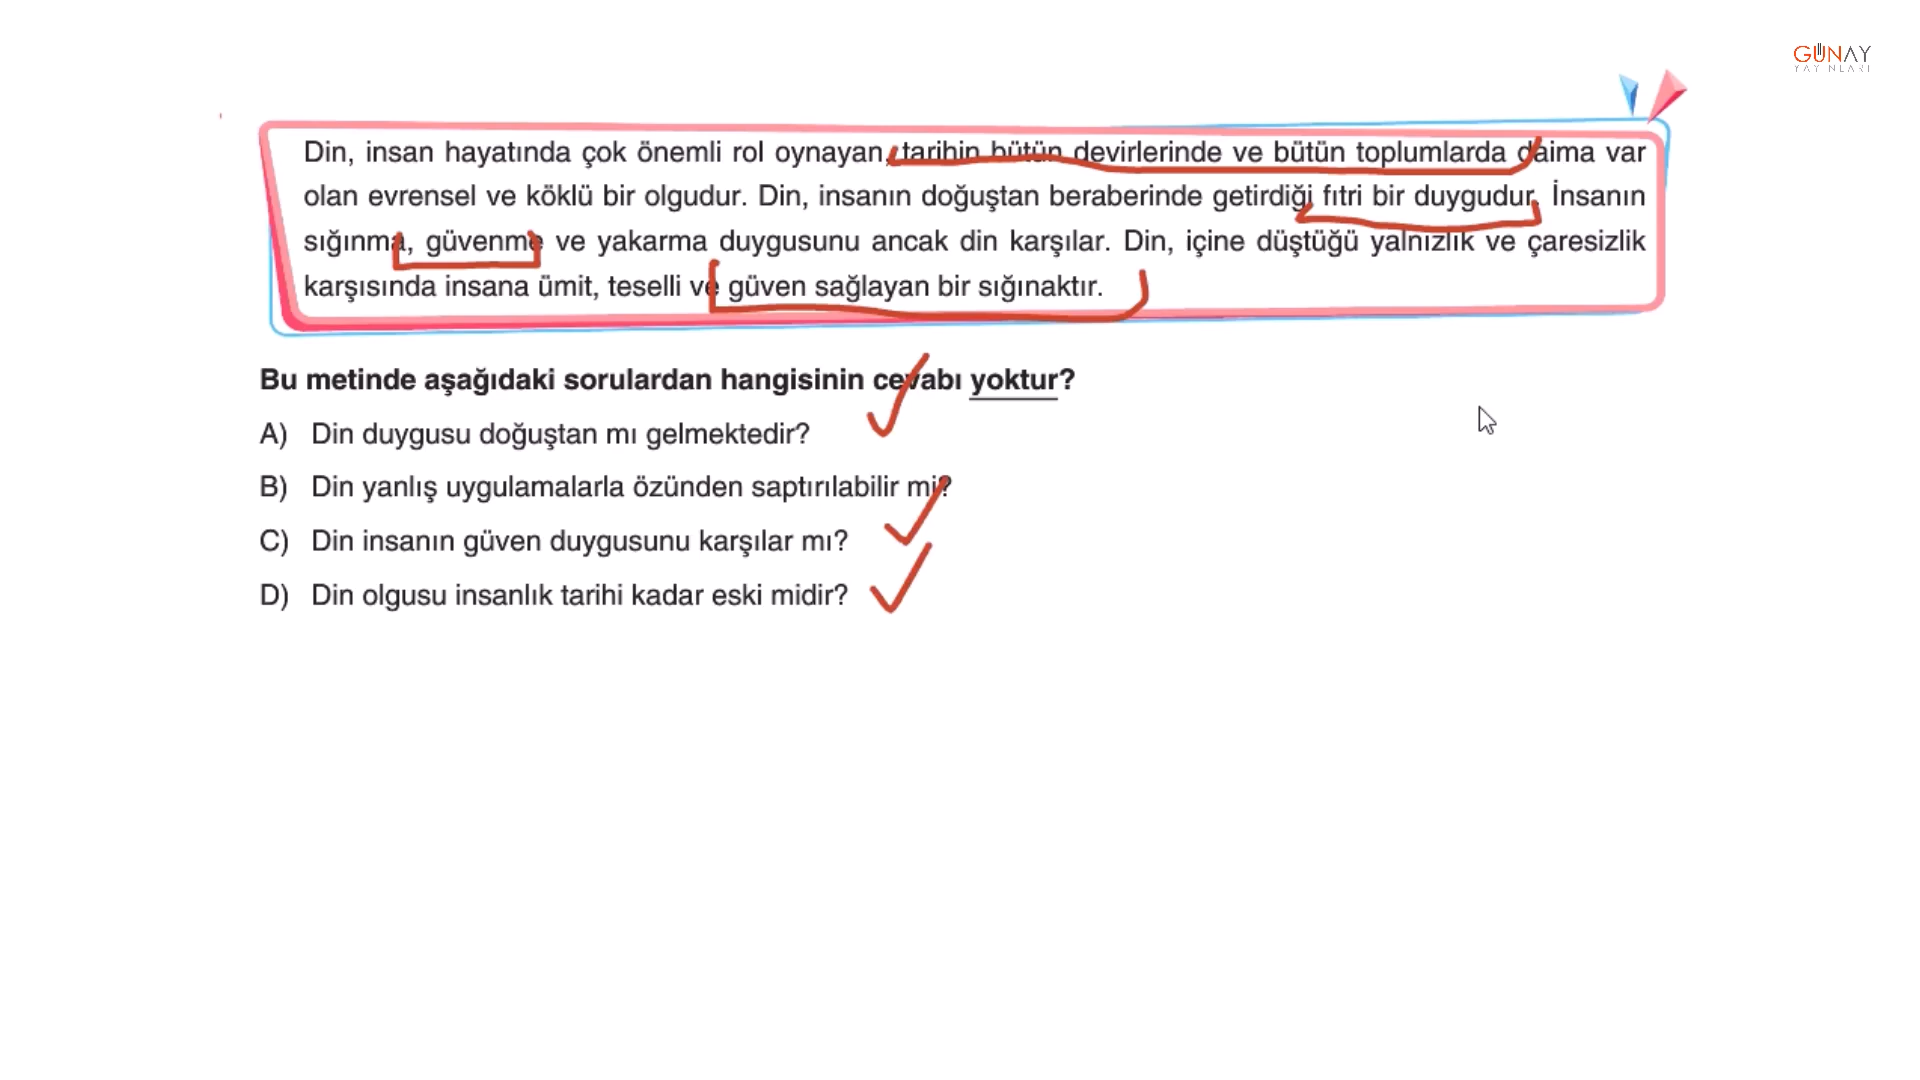 GÜNAY
YAYINLARI
Din, insan hayatında çok önemli rol oynayan, tarihin bütün devirlerinde ve bütün toplumlarda daima var
olan evrensel ve köklü bir olgudur. Din, insanın doğuştan beraberinde getirdiği fıtri bir duygudur. İnsanın
sığınma, güvenme ve yakarma duygusunu ancak din karşılar. Din, içine düştüğü yalnızlık ve çaresizlik
karşısında insana ümit, teselli ve güven sağlayan bir sığınaktır.
Bu metinde aşağıdaki sorulardan hangisinin cevabı yoktur?
A) Din duygusu doğuştan mı gelmektedir?
B) Din yanlış uygulamalarla özünden saptırılabilir mi?
C) Din insanın güven duygusunu karşılar mı?
D) Din olgusu insanlık tarihi kadar eski midir?